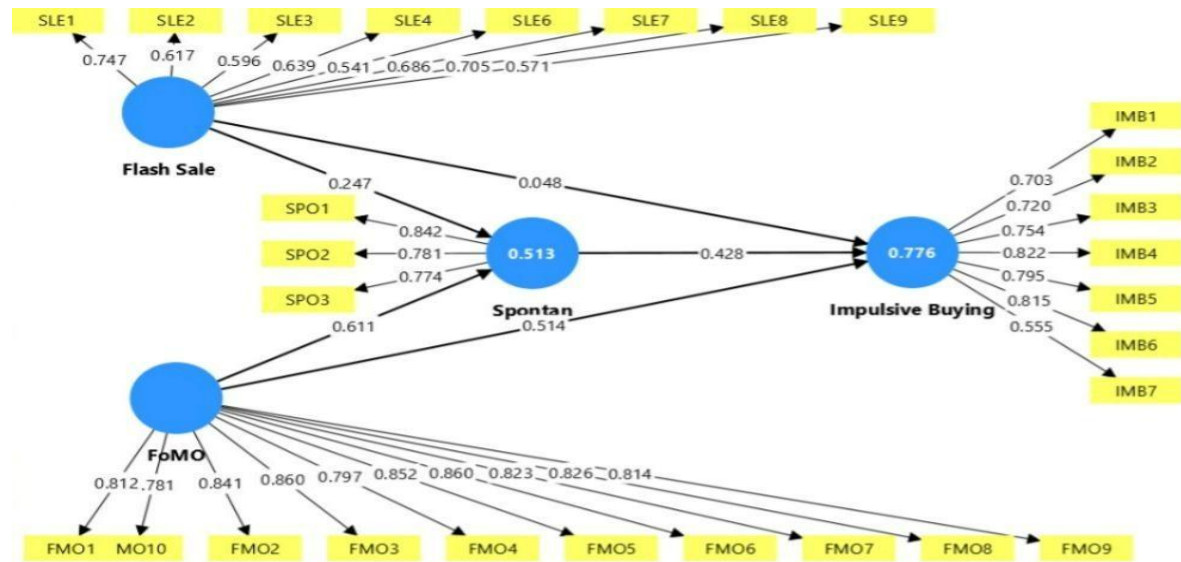 SLE1 SLE2 SLE3 SLE4 SLE6 SLE7 SLE8 SLE9
0.747 0.617 0.596 0.639 0.541 0.686 0.705 0.571
Flash Sale
0.247
0.048
IMB1
IMB2
IMB3
IMB4
IMB5
IMB6
IMB7
0.703
0.720
0.754
0.822
0.795
0.815
0.555
SPO1
SPO2
SPO3
0.842
0.781
0.774
0.513
0.428
0.776
Spontan
Impulsive Buying
0.611
0.514
FoMO
0.812 .781 0.841 0.860 0.797 0.852 0.860 0.823 0.826 0.814
FMO1 MO10 FMO2 FMO3 FMO4 FMO5 FMO6 FMO7 FMO8 FMO9